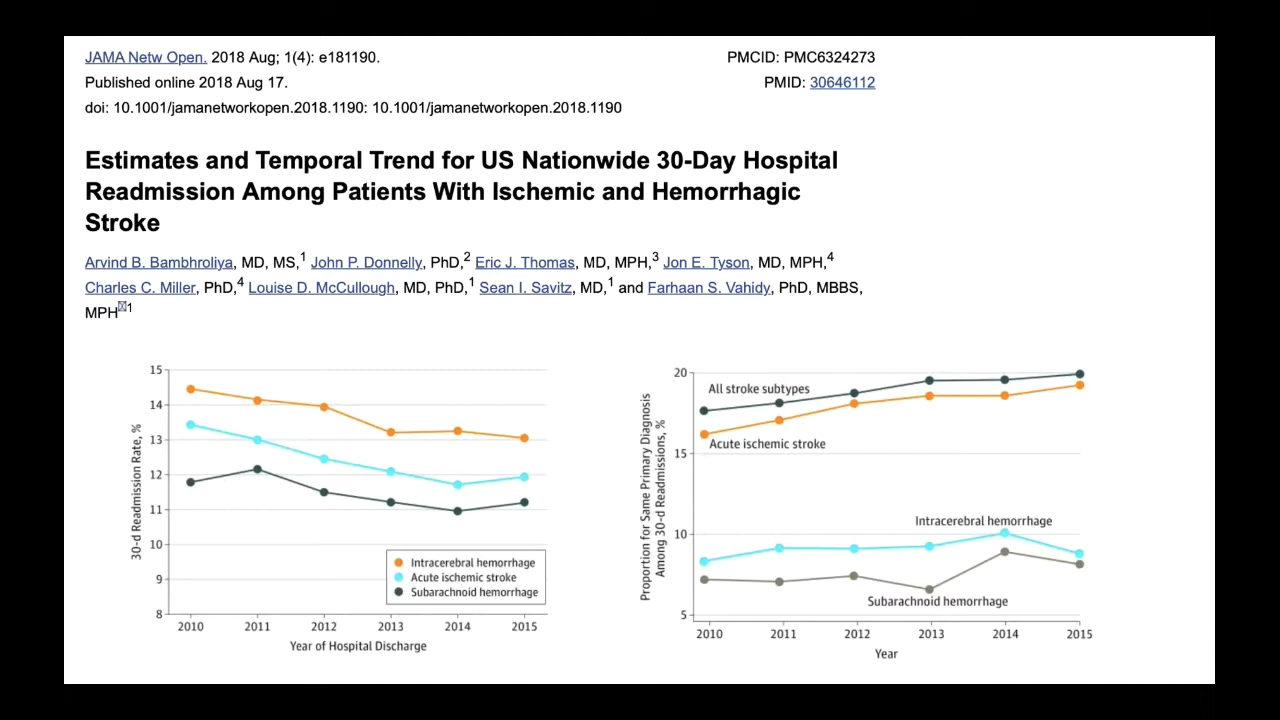 JAMA Netw Open. 2018 Aug; 1(4): e181190.
PMCID: PMC6324273
Published online 2018 Aug 17.
PMID: 30646112
doi: 10.1001/jamanetworkopen.2018.1190: 10.1001/jamanetworkopen.2018.1190
Estimates and Temporal Trend for US Nationwide 30-Day Hospital
Readmission Among Patients With Ischemic and Hemorrhagic
Stroke
Arvind B. Bambhroliya, MD, MS,1 John P. Donnelly, PhD,2 Eric J. Thomas, MD, MPH,3 Jon E. Tyson, MD, MPH,4
Charles C. Miller, PhD,4 Louise D. McCullough, MD, PhD,1 Sean I. Savitz, MD,1 and Farhaan S. Vahidy, PhD, MBBS,
MPH1
30-d Readmission Rate, %
15
14
13
12
11
10
9
8
Intracerebral hemorrhage
Acute ischemic stroke
Subarachnoid hemorrhage
2010 2011 2012 2013 2014 2015
Year of Hospital Discharge
Proportion for Same Primary Diagnosis
Among 30-d Readmissions, %
20
15
10
5
All stroke subtypes
Acute ischemic stroke
Intracerebral hemorrhage
Subarachnoid hemorrhage
2010 2011 2012 2013 2014 2015
Year